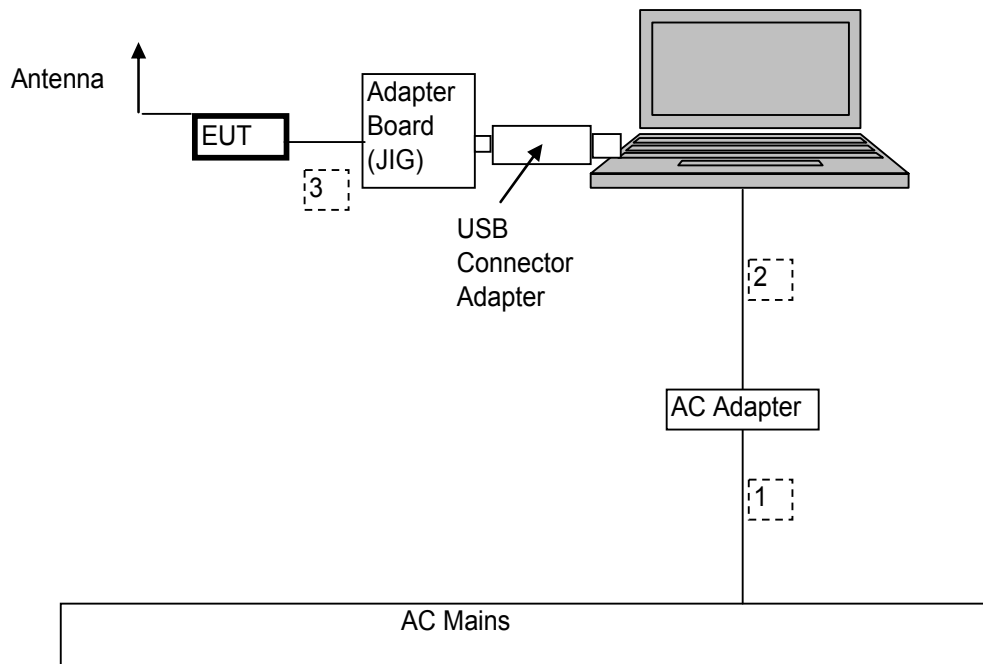 Antenna
EUT
Adapter
Board
(JIG)
3
USB
Connector
Adapter
2
AC Adapter
1
AC Mains